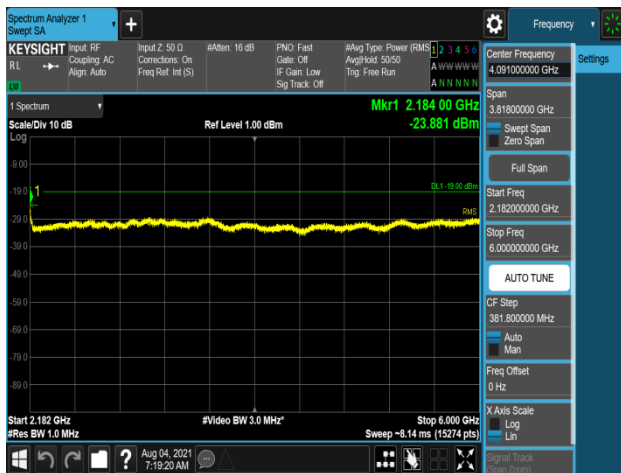 Spectrum Analyzer 1
Swept SA
+
Frequency
KEYSIGHT Input: RF Input Z: 50 Ω #Atten: 16 dB PNO: Fast #Avg Type: Power (RMS 1 2 3 4 5 6
RL Coupling: AC Corrections: On Gate: Off Avg|Hold: 50/50 A W W W W W
Align: Auto Freq Ref: Int (S) IF Gain: Low Trig: Free Run
Sig Track: Off A N N N N N
LW
Center Frequency
4.091000000 GHz
Settings
Span
3.81800000 GHz
Swept Span
Zero Span
Full Span
Start Freq
2.182000000 GHz
Stop Freq
6.000000000 GHz
AUTO TUNE
CF Step
381.800000 MHz
Auto
Man
Freq Offset
0 Hz
X Axis Scale
Log
Lin
Signal Track
(Span Zoom)
1 Spectrum
Mkr1 2.184 00 GHz
Scale/Div 10 dB Ref Level 1.00 dBm -23.881 dBm
Log
-9.00
-19.0 1 DL1 -19.00 dBm
RMS
-29.0
-39.0
-49.0
-59.0
-69.0
-79.0
-89.0
Start 2.182 GHz #Video BW 3.0 MHz* Stop 6.000 GHz
#Res BW 1.0 MHz Sweep ~8.14 ms (15274 pts)
? Aug 04, 2021
7:19:20 AM